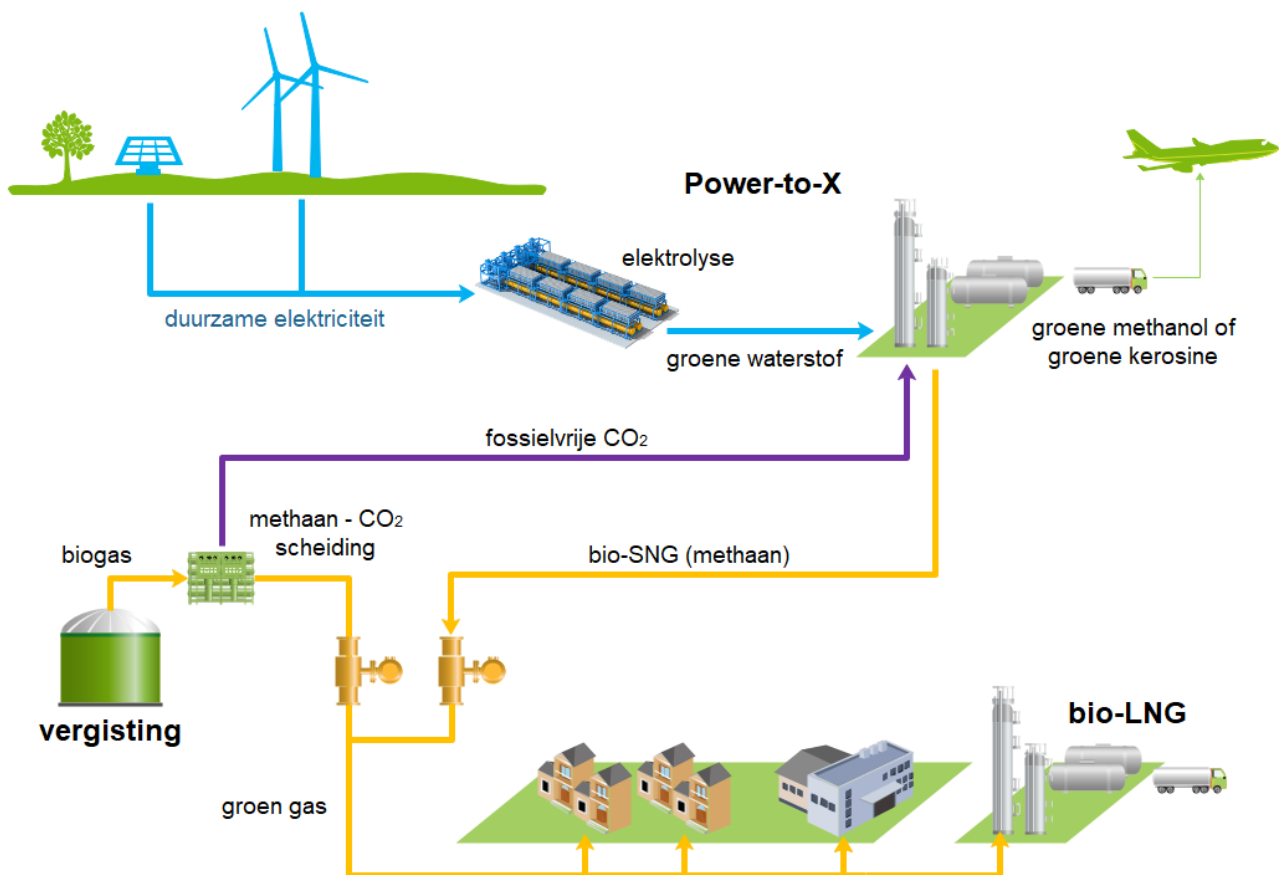 Power-to-X
elektrolyse
duurzame elektriciteit
groene waterstof
groene methanol of
groene kerosine
fossielvrije CO₂
methaan - CO₂
scheiding
biogas
bio-SNG (methaan)
vergisting
bio-LNG
groen gas